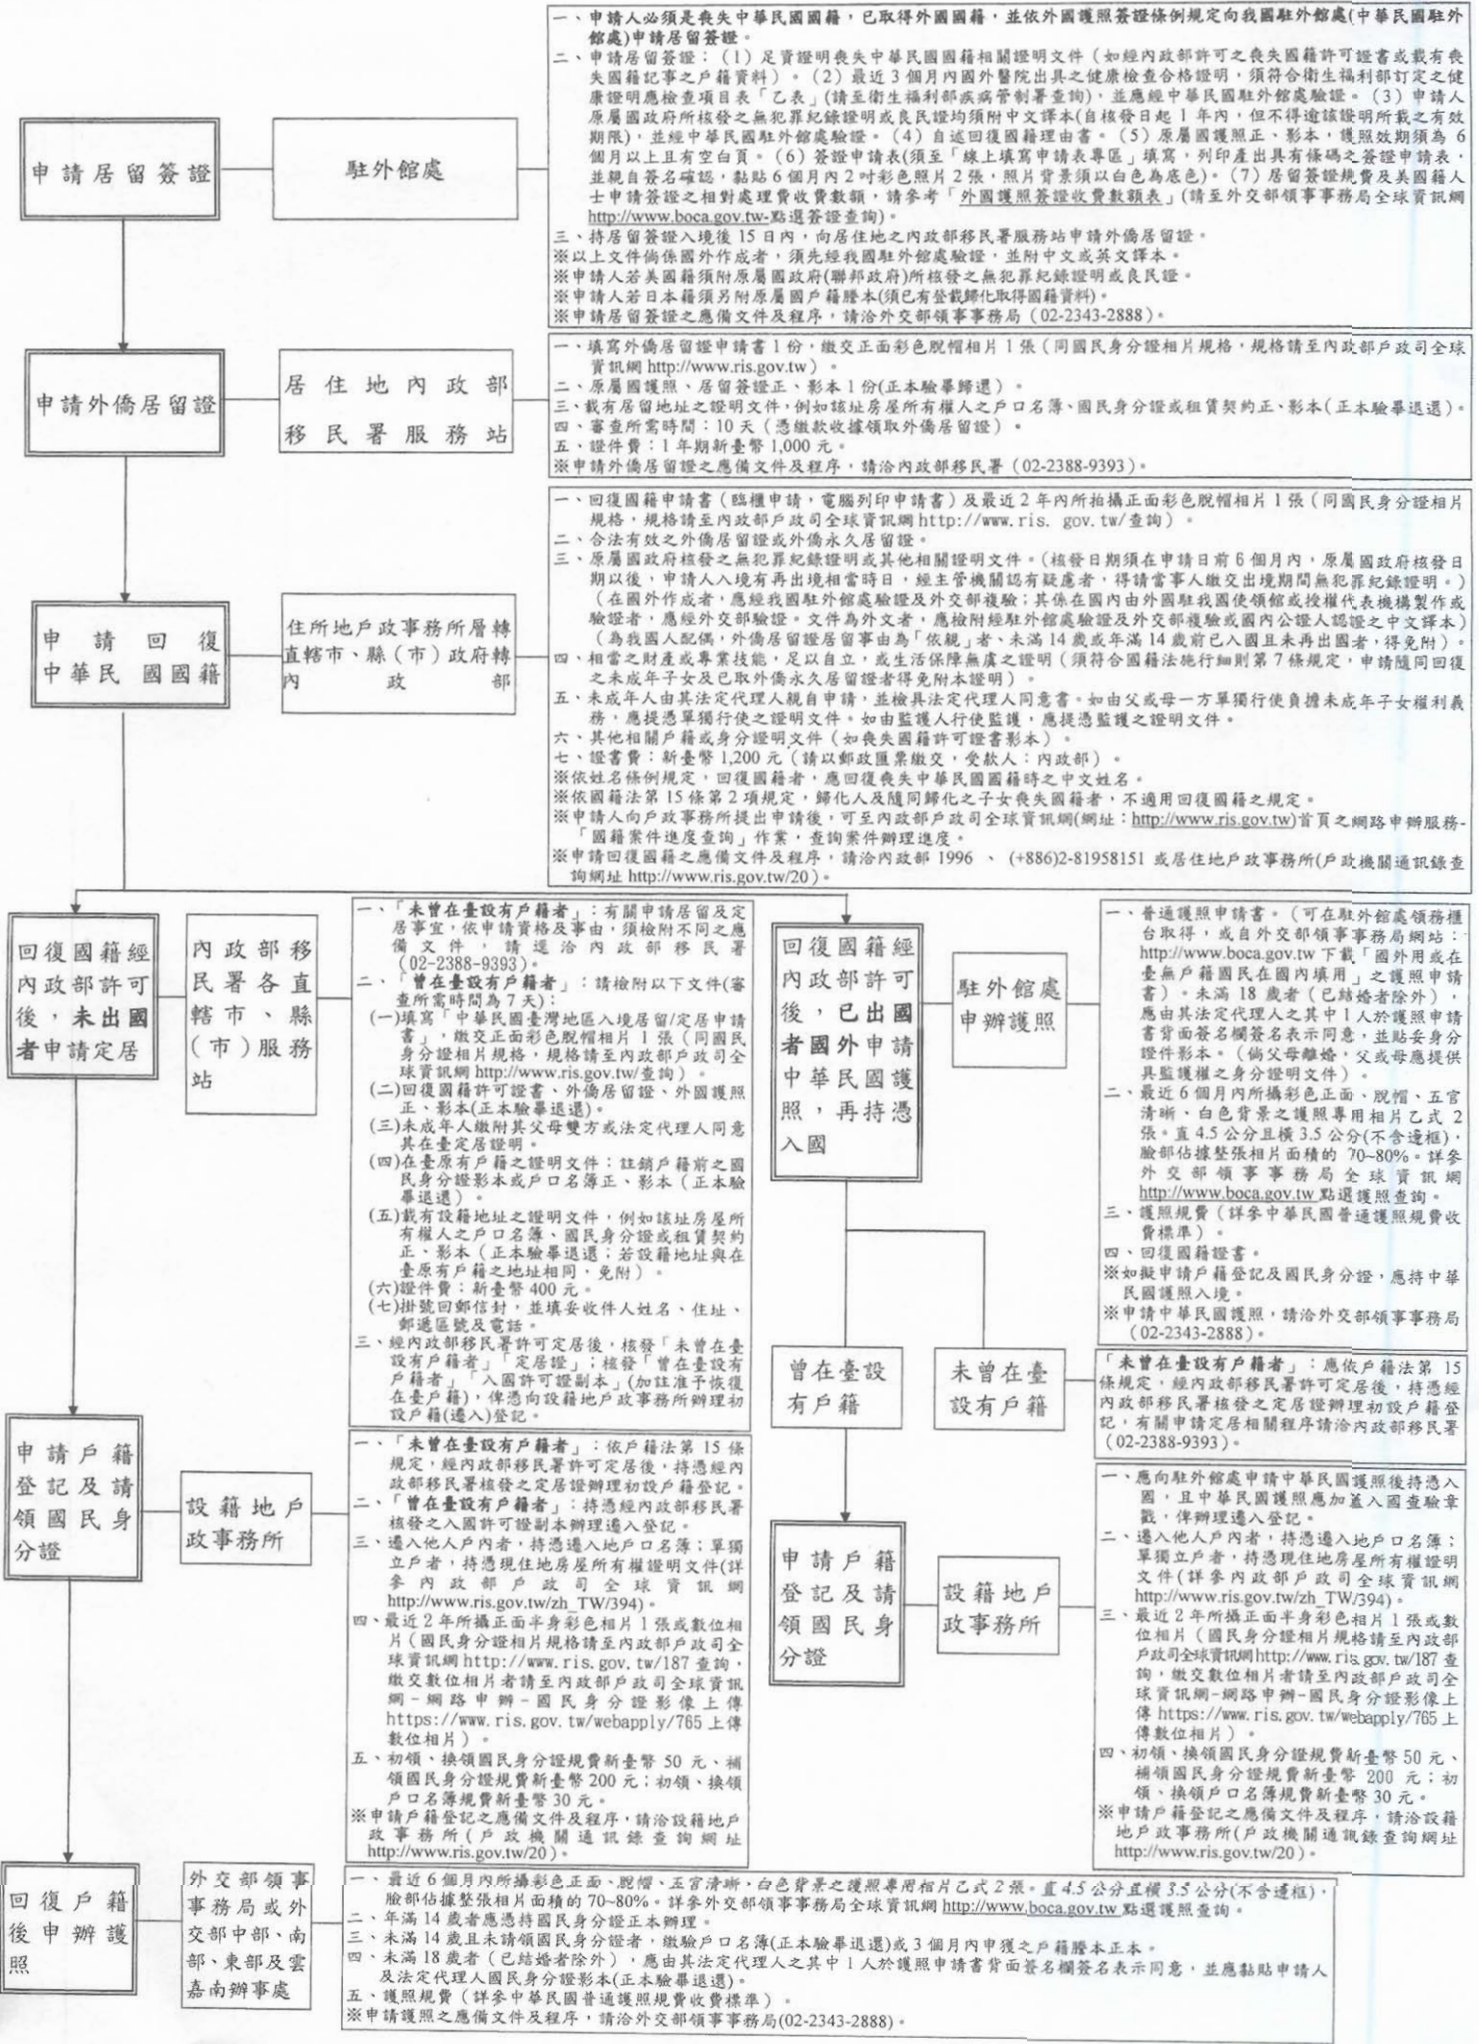 申請居留簽證
駐外館處
一、申請人必須是喪失中華民國國籍，已取得外國國籍，並依外國護照簽證條例規定向我國駐外館處(中華民國駐外
館處)申請居留簽證。
二、申請居留簽證：（1）足資證明喪失中華民國國籍相關證明文件（如經內政部許可之喪失國籍許可證書或載有喪
失國籍記事之戶籍資料）。（2）最近 3 個月內國外醫院出具之健康檢查合格證明，須符合衛生福利部訂定之健
康證明應檢查項目表「乙表」(請至衛生福利部疾病管制署查詢)，並應經中華民國駐外館處驗證。（3）申請人
原屬國政府所核發之無犯罪紀錄證明或良民證均須附中文譯本(自核發日起 1 年內，但不得逾該證明所載之有效
期限)，並經中華民國駐外館處驗證。（4）自述回復國籍理由書。（5）原屬國護照正、影本，護照效期須為 6
個月以上且有空白頁。（6）簽證申請表(須至「線上填寫申請表專區」填寫，列印產出具有條碼之簽證申請表，
並親自簽名確認，黏貼 6 個月內 2 吋彩色照片 2 張，照片背景須以白色為底色)。（7）居留簽證規費及美國籍人
士申請簽證之相對處理費收費數額，請參考「外國護照簽證收費數額表」(請至外交部領事事務局全球資訊網
http://www.boca.gov.tw-點選簽證查詢)。
三、持居留簽證入境後 15 日內，向居住地之內政部移民署服務站申請外僑居留證。
※以上文件倘係國外作成者，須先經我國駐外館處驗證，並附中文或英文譯本。
※申請人若美國籍須附原屬國政府(聯邦政府)所核發之無犯罪紀錄證明或良民證。
※申請人若日本籍須另附原屬國戶籍謄本(須已有登載歸化取得國籍資料)。
※申請居留簽證之應備文件及程序，請洽外交部領事事務局（02-2343-2888）。
申請外僑居留證
居住地內政部
移民署服務站
一、填寫外僑居留證申請書 1 份，繳交正面彩色脫帽相片 1 張（同國民身分證相片規格，規格請至內政部戶政司全球
資訊網 http://www.ris.gov.tw）。
二、原屬國護照、居留簽證正、影本 1 份(正本驗畢歸還)。
三、載有居留地址之證明文件，例如該址房屋所有權人之戶口名簿、國民身分證或租賃契約正、影本(正本驗畢退還)。
四、審查所需時間：10 天（憑繳款收據領取外僑居留證）。
五、證件費：1 年期新臺幣 1,000 元。
※申請外僑居留證之應備文件及程序，請洽內政部移民署（02-2388-9393）。
申請回復
中華民國國籍
住所地戶政事務所層轉
直轄市、縣（市）政府轉
內政部
一、回復國籍申請書（臨櫃申請，電腦列印申請書）及最近 2 年內所拍攝正面彩色脫帽相片 1 張（同國民身分證相片
規格，規格請至內政部戶政司全球資訊網 http://www.ris. gov.tw/查詢）。
二、合法有效之外僑居留證或外僑永久居留證。
三、原屬國政府核發之無犯罪紀錄證明或其他相關證明文件。（核發日期須在申請日前 6 個月內，原屬國政府核發日
期以後，申請人入境有再出境相當時日，經主管機關認有疑慮者，得請當事人繳交出境期間無犯罪紀錄證明。）
（在國外作成者，應經我國駐外館處驗證及外交部複驗；其係在國內由外國駐我國使領館或授權代表機構製作或
驗證者，應經外交部驗證。文件為外文者，應檢附經駐外館處驗證及外交部複驗或國內公證人認證之中文譯本）
（為我國人配偶，外僑居留證居留事由為「依親」者、未滿 14 歲或年滿 14 歲前已入國且未再出國者，得免附）。
四、相當之財產或專業技能，足以自立，或生活保障無虞之證明（須符合國籍法施行細則第 7 條規定，申請隨同回復
之未成年子女及已取外僑永久居留證者得免附本證明）。
五、未成年人由其法定代理人親自申請，並檢具法定代理人同意書。如由父或母一方單獨行使負擔未成年子女權利義
務，應提憑單獨行使之證明文件。如由監護人行使監護，應提憑監護之證明文件。
六、其他相關戶籍或身分證明文件（如喪失國籍許可證書影本）。
七、證書費：新臺幣 1,200 元（請以郵政匯票繳交，受款人：內政部）。
※依姓名條例規定，回復國籍者，應回復喪失中華民國國籍時之中文姓名。
※依國籍法第 15 條第 2 項規定，歸化人及隨同歸化之子女喪失國籍者，不適用回復國籍之規定。
※申請人向戶政事務所提出申請後，可至內政部戶政司全球資訊網(網址：http://www.ris.gov.tw)首頁之網路申辦服務-
「國籍案件進度查詢」作業，查詢案件辦理進度。
※申請回復國籍之應備文件及程序，請洽內政部 1996 、 (+886)2-81958151 或居住地戶政事務所(戶政機關通訊錄查
詢網址 http://www.ris.gov.tw/20)。
回復國籍經
內政部許可
後，未出國
者申請定居
內政部移
民署各直
轄市、縣
（市）服務
站
一、「未曾在臺設有戶籍者」：有關申請居留及定
居事宜，依申請資格及事由，須檢附不同之應
備文件，請逕洽內政部移民署
(02-2388-9393)。
二、「曾在臺設有戶籍者」：請檢附以下文件(審
查所需時間為 7 天)：
(一)填寫「中華民國臺灣地區入境居留/定居申請
書」，繳交正面彩色脫帽相片 1 張（同國民
身分證相片規格，規格請至內政部戶政司全
球資訊網 http://www.ris.gov.tw/查詢）。
(二)回復國籍許可證書、外僑居留證、外國護照
正、影本(正本驗畢退還)。
(三)未成年人繳附其父母雙方或法定代理人同意
其在臺定居證明。
(四)在臺原有戶籍之證明文件：註銷戶籍前之國
民身分證影本或戶口名簿正、影本（正本驗
畢退還）。
(五)載有設籍地址之證明文件，例如該址房屋所
有權人之戶口名簿、國民身分證或租賃契約
正、影本（正本驗畢退還；若設籍地址與在
臺原有戶籍之地址相同，免附）。
(六)證件費：新臺幣 400 元。
(七)掛號回郵信封，並填妥收件人姓名、住址、
郵遞區號及電話。
三、經內政部移民署許可定居後，核發「未曾在臺
設有戶籍者」「定居證」；核發「曾在臺設有
戶籍者」「入國許可證副本」(加註准予恢復
在臺戶籍)，俾憑向設籍地戶政事務所辦理初
設戶籍(遷入)登記。
回復國籍經
內政部許可
後，已出國
者國外申請
中華民國護
照，再持憑
入國
駐外館處
申辦護照
一、普通護照申請書。（可在駐外館處領務櫃
台取得，或自外交部領事事務局網站：
http://www.boca.gov.tw 下載「國外用或在
臺無戶籍國民在國內填用」之護照申請
書）。未滿 18 歲者（已結婚者除外），
應由其法定代理人之其中 1 人於護照申請
書背面簽名欄簽名表示同意，並貼妥身分
證件影本。（倘父母離婚，父或母應提供
具監護權之身分證明文件）。
二、最近 6 個月內所攝彩色正面、脫帽、五官
清晰、白色背景之護照專用相片乙式 2
張。直 4.5 公分且橫 3.5 公分(不含邊框)，
臉部佔據整張相片面積的 70~80%。詳參
外交部領事事務局全球資訊網
http://www.boca.gov.tw 點選護照查詢。
三、護照規費（詳參中華民國普通護照規費收
費標準）。
四、回復國籍證書。
※如擬申請戶籍登記及國民身分證，應持中華
民國護照入境。
※申請中華民國護照，請洽外交部領事事務局
（02-2343-2888）。
曾在臺設
有戶籍
未曾在臺
設有戶籍
「未曾在臺設有戶籍者」：應依戶籍法第 15
條規定，經內政部移民署許可定居後，持憑經
內政部移民署核發之定居證辦理初設戶籍登
記，有關申請定居相關程序請洽內政部移民署
（02-2388-9393）。
申請戶籍
登記及請
領國民身
分證
設籍地戶
政事務所
一、「未曾在臺設有戶籍者」：依戶籍法第 15 條
規定，經內政部移民署許可定居後，持憑經內
政部移民署核發之定居證辦理初設戶籍登記。
二、「曾在臺設有戶籍者」：持憑經內政部移民署
核發之入國許可證副本辦理遷入登記。
三、遷入他人戶內者，持憑遷入地戶口名簿；單獨
立戶者，持憑現住地房屋所有權證明文件(詳
參內政部戶政司全球資訊網
http://www.ris.gov.tw/zh_TW/394)。
四、最近 2 年所攝正面半身彩色相片 1 張或數位相
片（國民身分證相片規格請至內政部戶政司全
球資訊網 http://www.ris.gov.tw/187 查詢，
繳交數位相片者請至內政部戶政司全球資訊
網-網路申辦-國民身分證影像上傳
https://www.ris.gov.tw/webapply/765 上傳
數位相片）。
五、初領、換領國民身分證規費新臺幣 50 元、補
領國民身分證規費新臺幣 200 元；初領、換領
戶口名簿規費新臺幣 30 元。
※申請戶籍登記之應備文件及程序，請洽設籍地戶
政事務所(戶政機關通訊錄查詢網址
http://www.ris.gov.tw/20)。
申請戶籍
登記及請
領國民身
分證
設籍地戶
政事務所
一、應向駐外館處申請中華民國護照後持憑入
國，且中華民國護照應加蓋入國查驗章
戳，俾辦理遷入登記。
二、遷入他人戶內者，持憑遷入地戶口名簿；
單獨立戶者，持憑現住地房屋所有權證明
文件(詳參內政部戶政司全球資訊網
http://www.ris.gov.tw/zh_TW/394)。
三、最近 2 年所攝正面半身彩色相片 1 張或數
位相片（國民身分證相片規格請至內政部
戶政司全球資訊網http://www.ris.gov.tw/187 查
詢，繳交數位相片者請至內政部戶政司全
球資訊網-網路申辦-國民身分證影像上
傳 https://www.ris.gov.tw/webapply/765 上
傳數位相片）。
四、初領、換領國民身分證規費新臺幣 50 元、
補領國民身分證規費新臺幣 200 元；初
領、換領戶口名簿規費新臺幣 30 元。
※申請戶籍登記之應備文件及程序，請洽設籍
地戶政事務所(戶政機關通訊錄查詢網址
http://www.ris.gov.tw/20)。
回復戶籍
後申辦護
照
外交部領事
事務局或外
交部中部、南
部、東部及雲
嘉南辦事處
一、最近 6 個月內所攝彩色正面、脫帽、五官清晰，白色背景之護照專用相片乙式 2 張。直 4.5 公分且橫 3.5 公分(不含邊框)，
臉部佔據整張相片面積的 70~80%。詳參外交部領事事務局全球資訊網 http://www.boca.gov.tw 點選護照查詢。
二、年滿 14 歲者應憑持國民身分證正本辦理。
三、未滿 14 歲且未請領國民身分證者，繳驗戶口名簿(正本驗畢退還)或 3 個月內申獲之戶籍謄本正本。
四、未滿 18 歲者（已結婚者除外），應由其法定代理人之其中 1 人於護照申請書背面簽名欄簽名表示同意，並應黏貼申請人
及法定代理人國民身分證影本(正本驗畢退還)。
五、護照規費（詳參中華民國普通護照規費收費標準）。
※申請護照之應備文件及程序，請洽外交部領事事務局(02-2343-2888)。